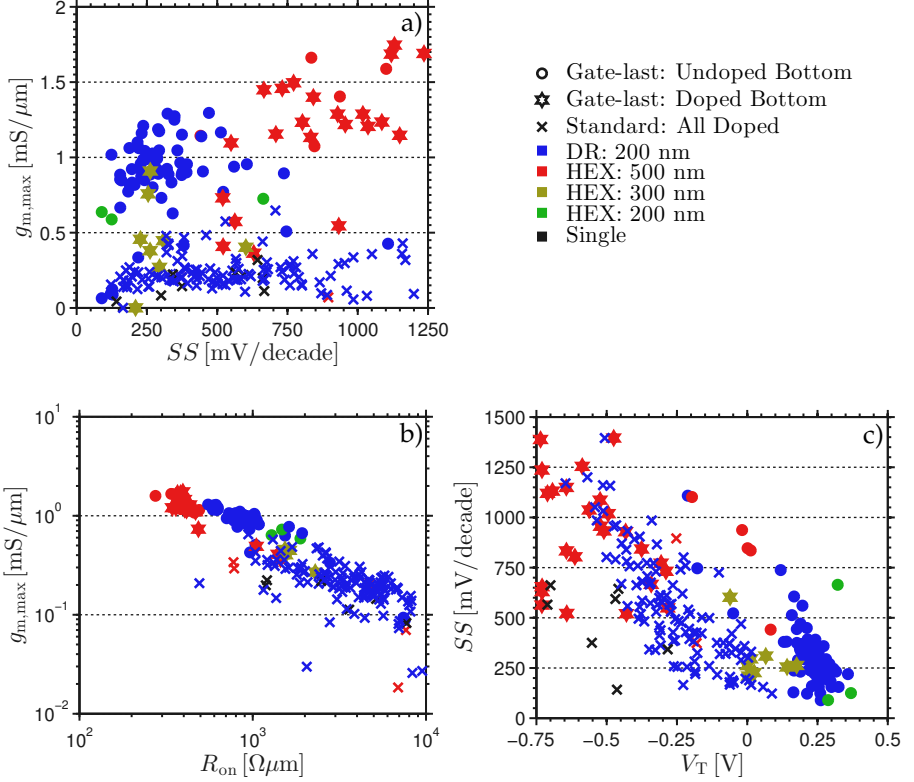 a)
2
1.5
1
0.5
0
g_m,max [mS/μm]
0 250 500 750 1000 1250
SS [mV/decade]
Gate-last: Undoped Bottom
Gate-last: Doped Bottom
Standard: All Doped
DR: 200 nm
HEX: 500 nm
HEX: 300 nm
HEX: 200 nm
Single
b)
10^1
10^0
10^−1
10^−2
g_m,max [mS/μm]
10^2 10^3 10^4
R_on [Ωμm]
c)
1500
1250
1000
750
500
250
0
SS [mV/decade]
−0.75 −0.5 −0.25 0 0.25 0.5
V_T [V]